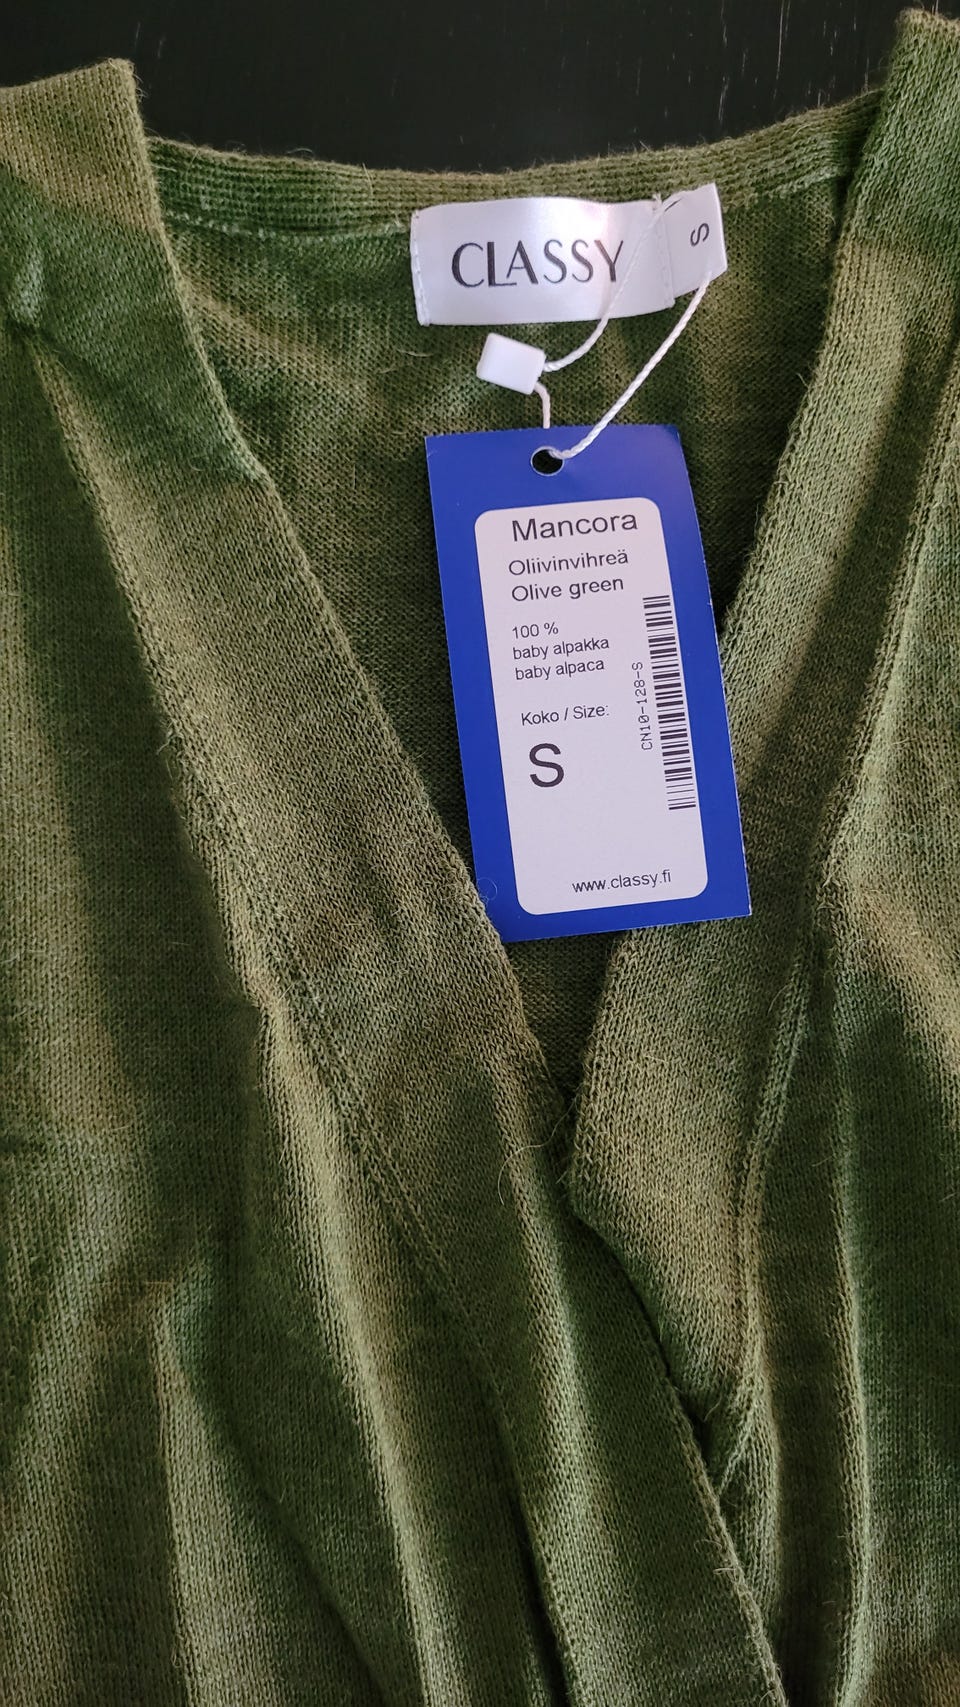 CLASSY
S
Mancora
Oliivinvihreä
Olive green
100 %
baby alpakka
baby alpaca
Koko / Size:
S
CN10-128-S
www.classy.fi